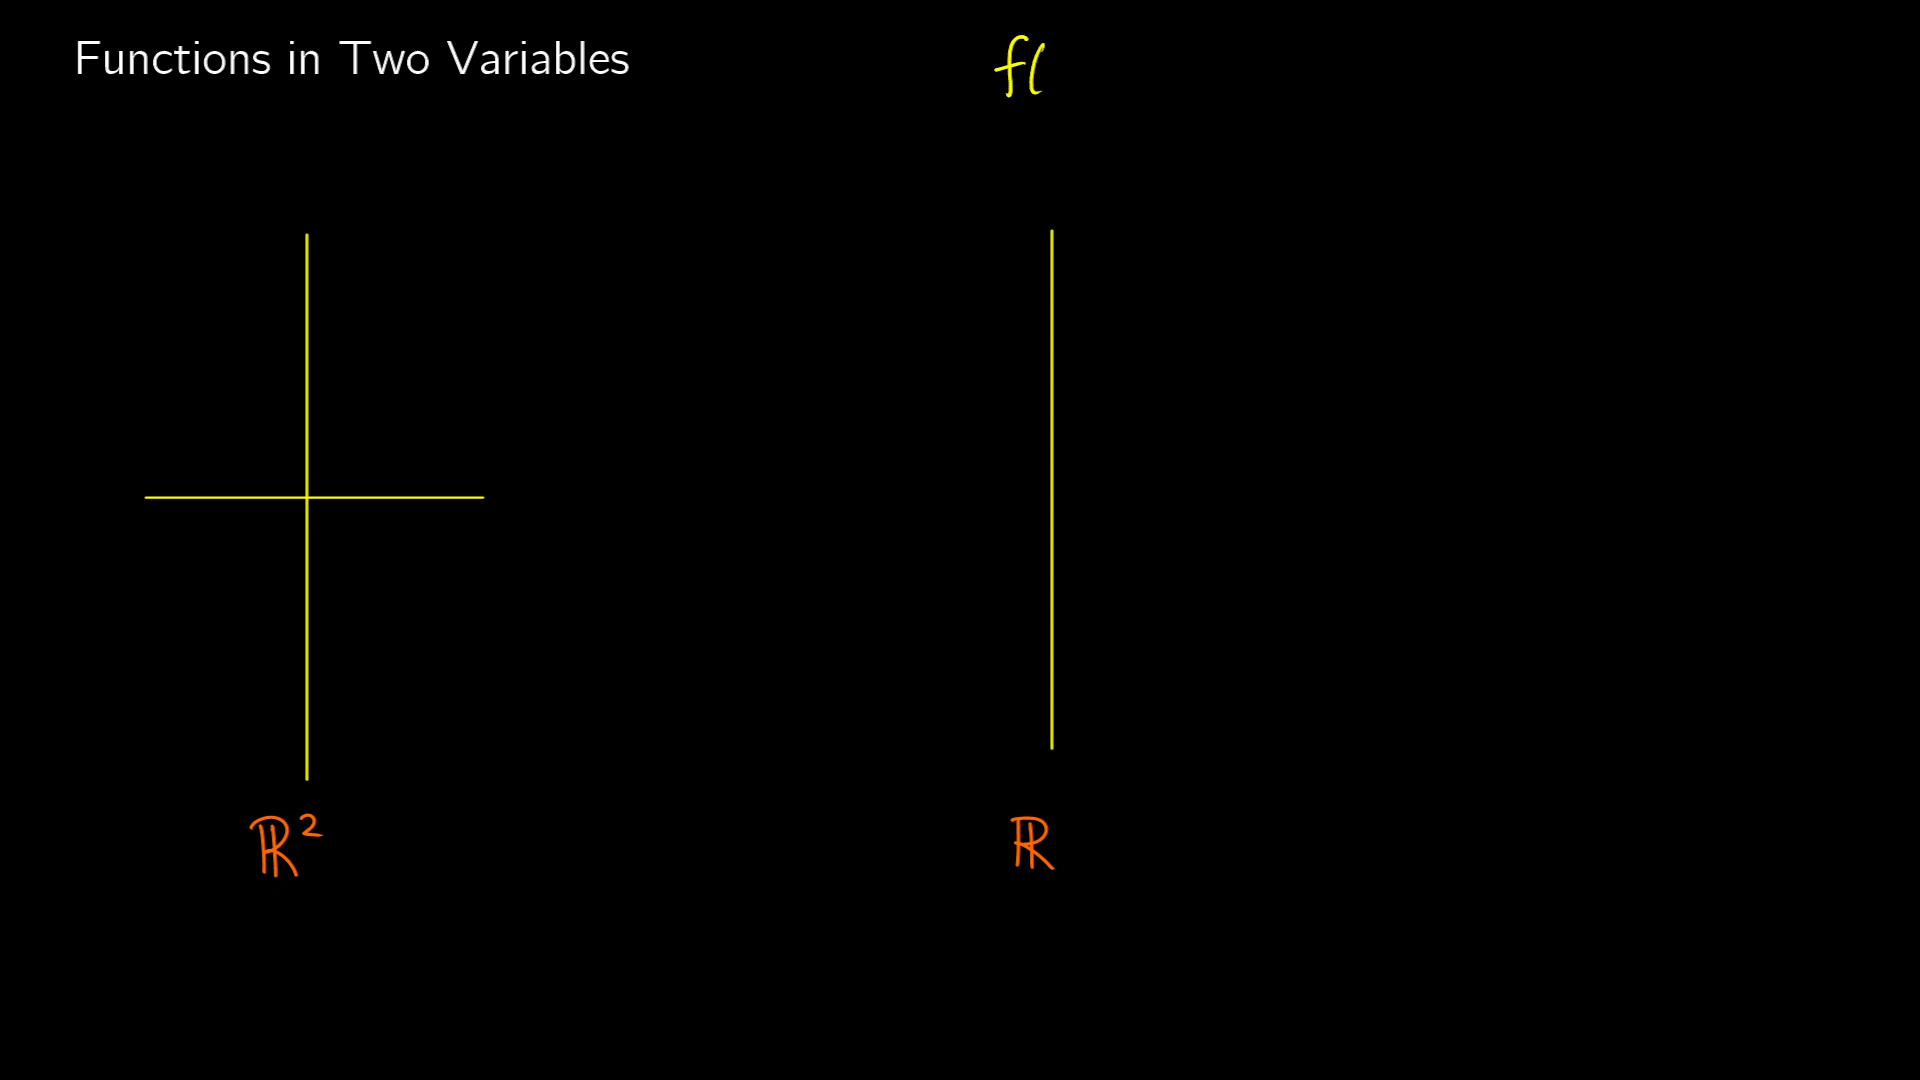 Functions in Two Variables
f(
ℝ²
ℝ